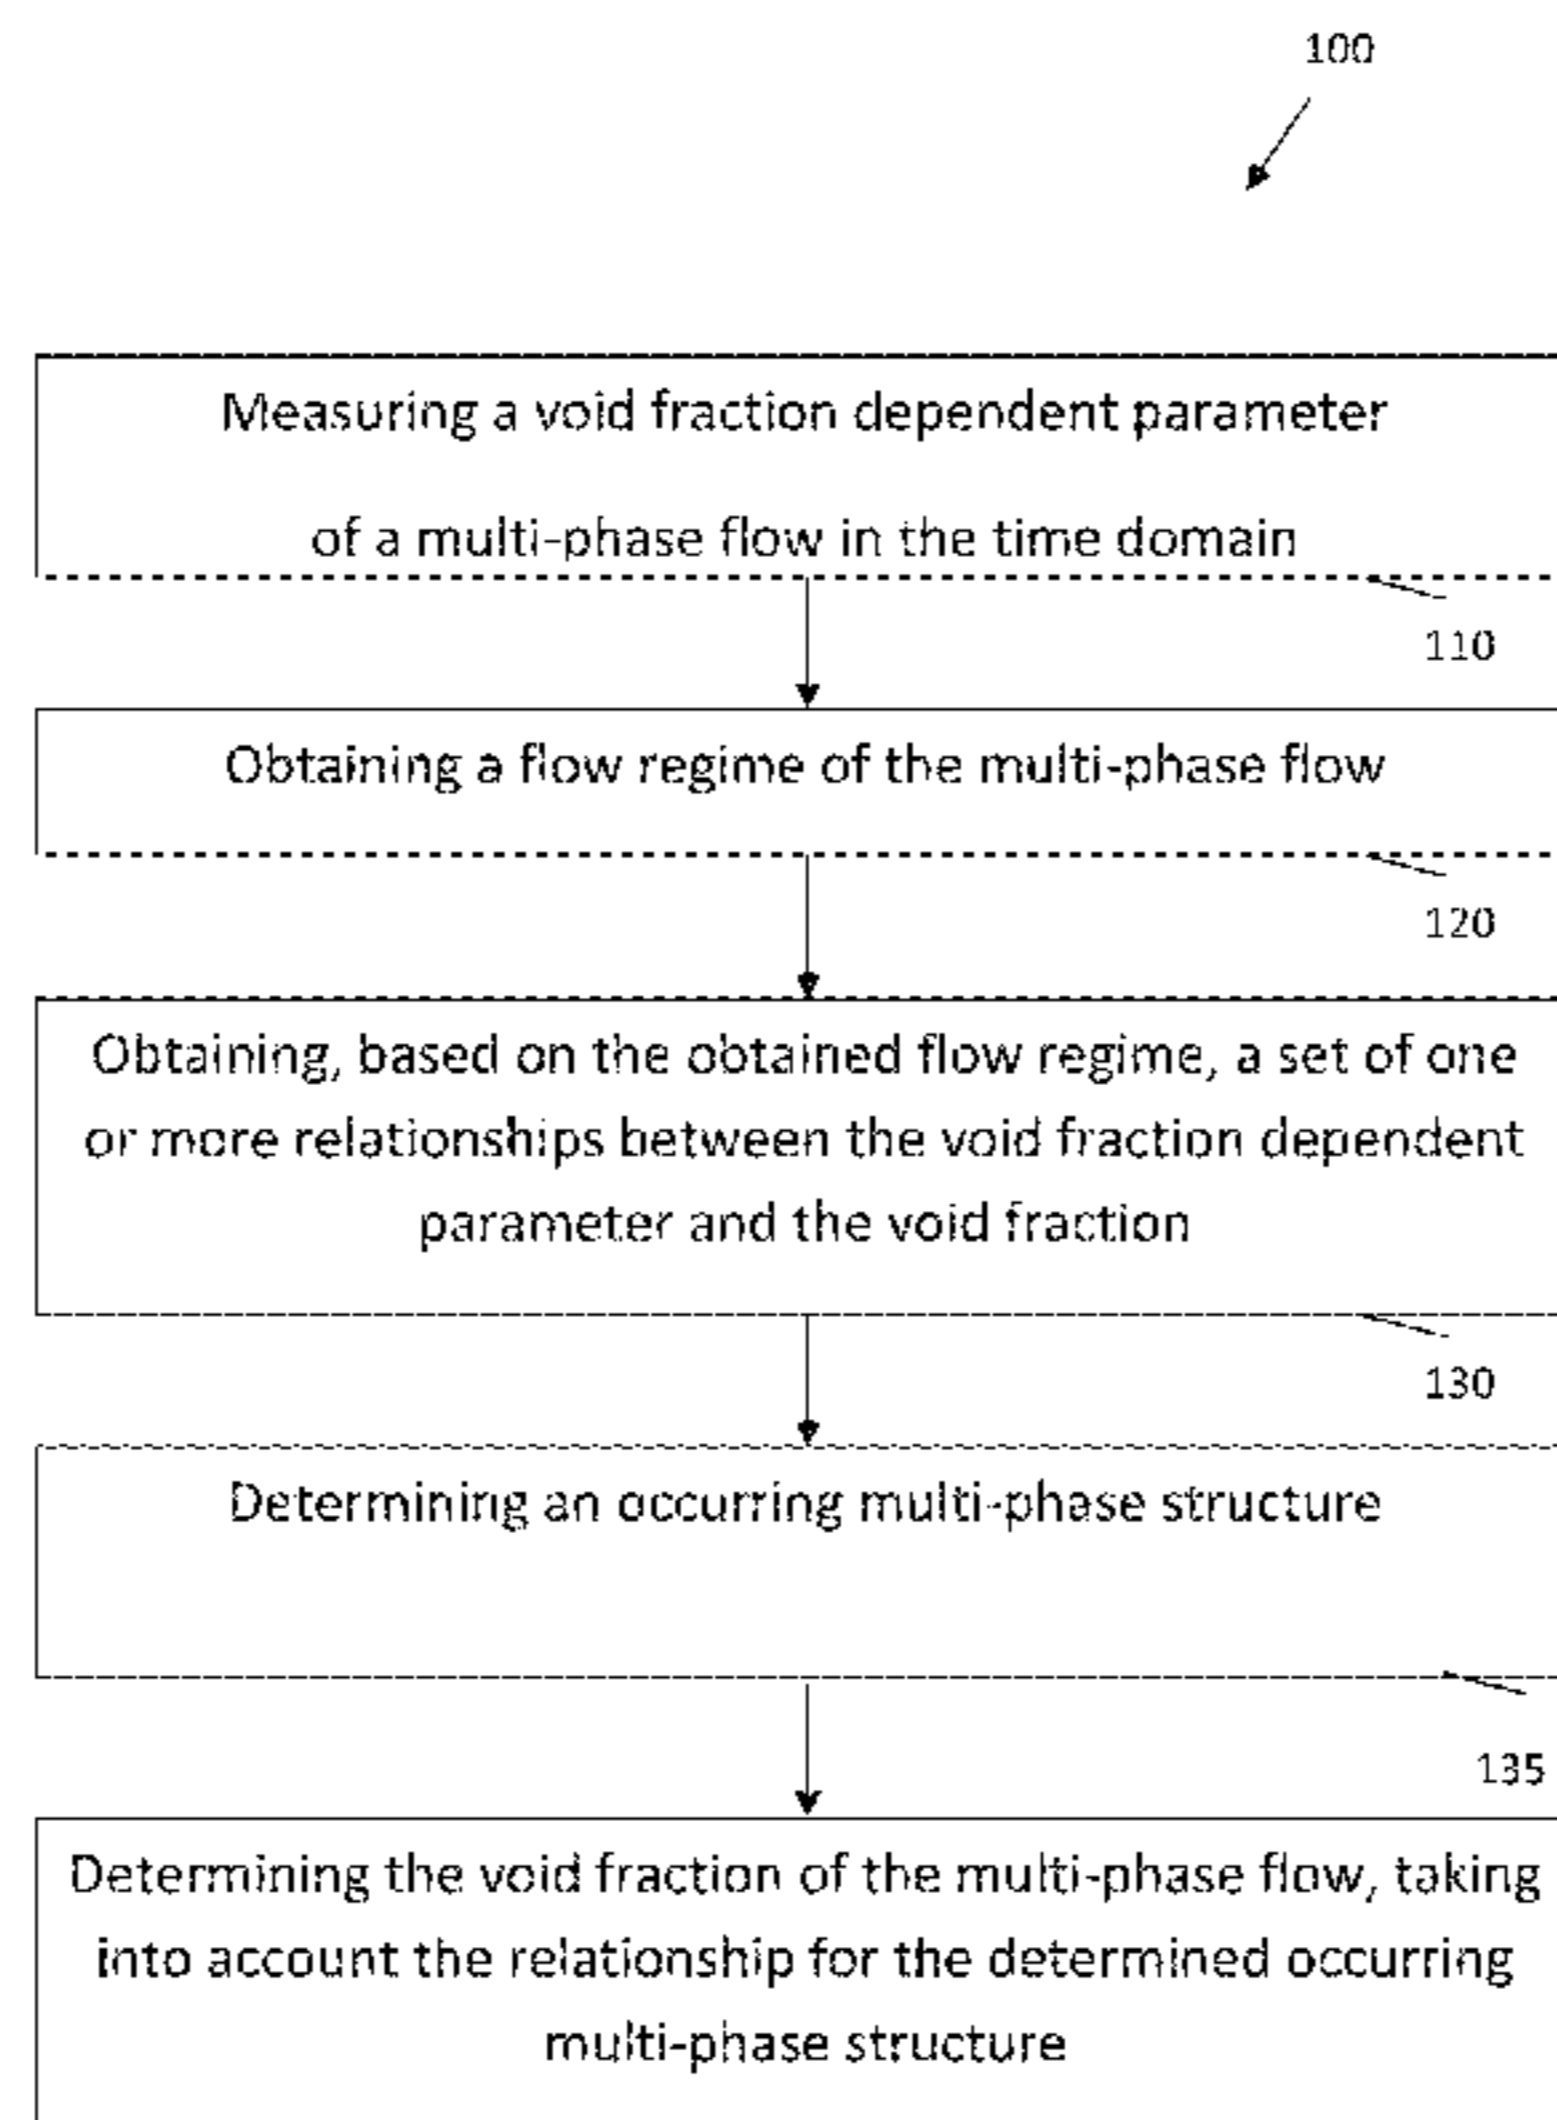 100
Measuring a void fraction dependent parameter
of a multi-phase flow in the time domain
110
Obtaining a flow regime of the multi-phase flow
120
Obtaining, based on the obtained flow regime, a set of one
or more relationships between the void fraction dependent
parameter and the void fraction
130
Determining an occurring multi-phase structure
135
Determining the void fraction of the multi-phase flow, taking
into account the relationship for the determined occurring
multi-phase structure